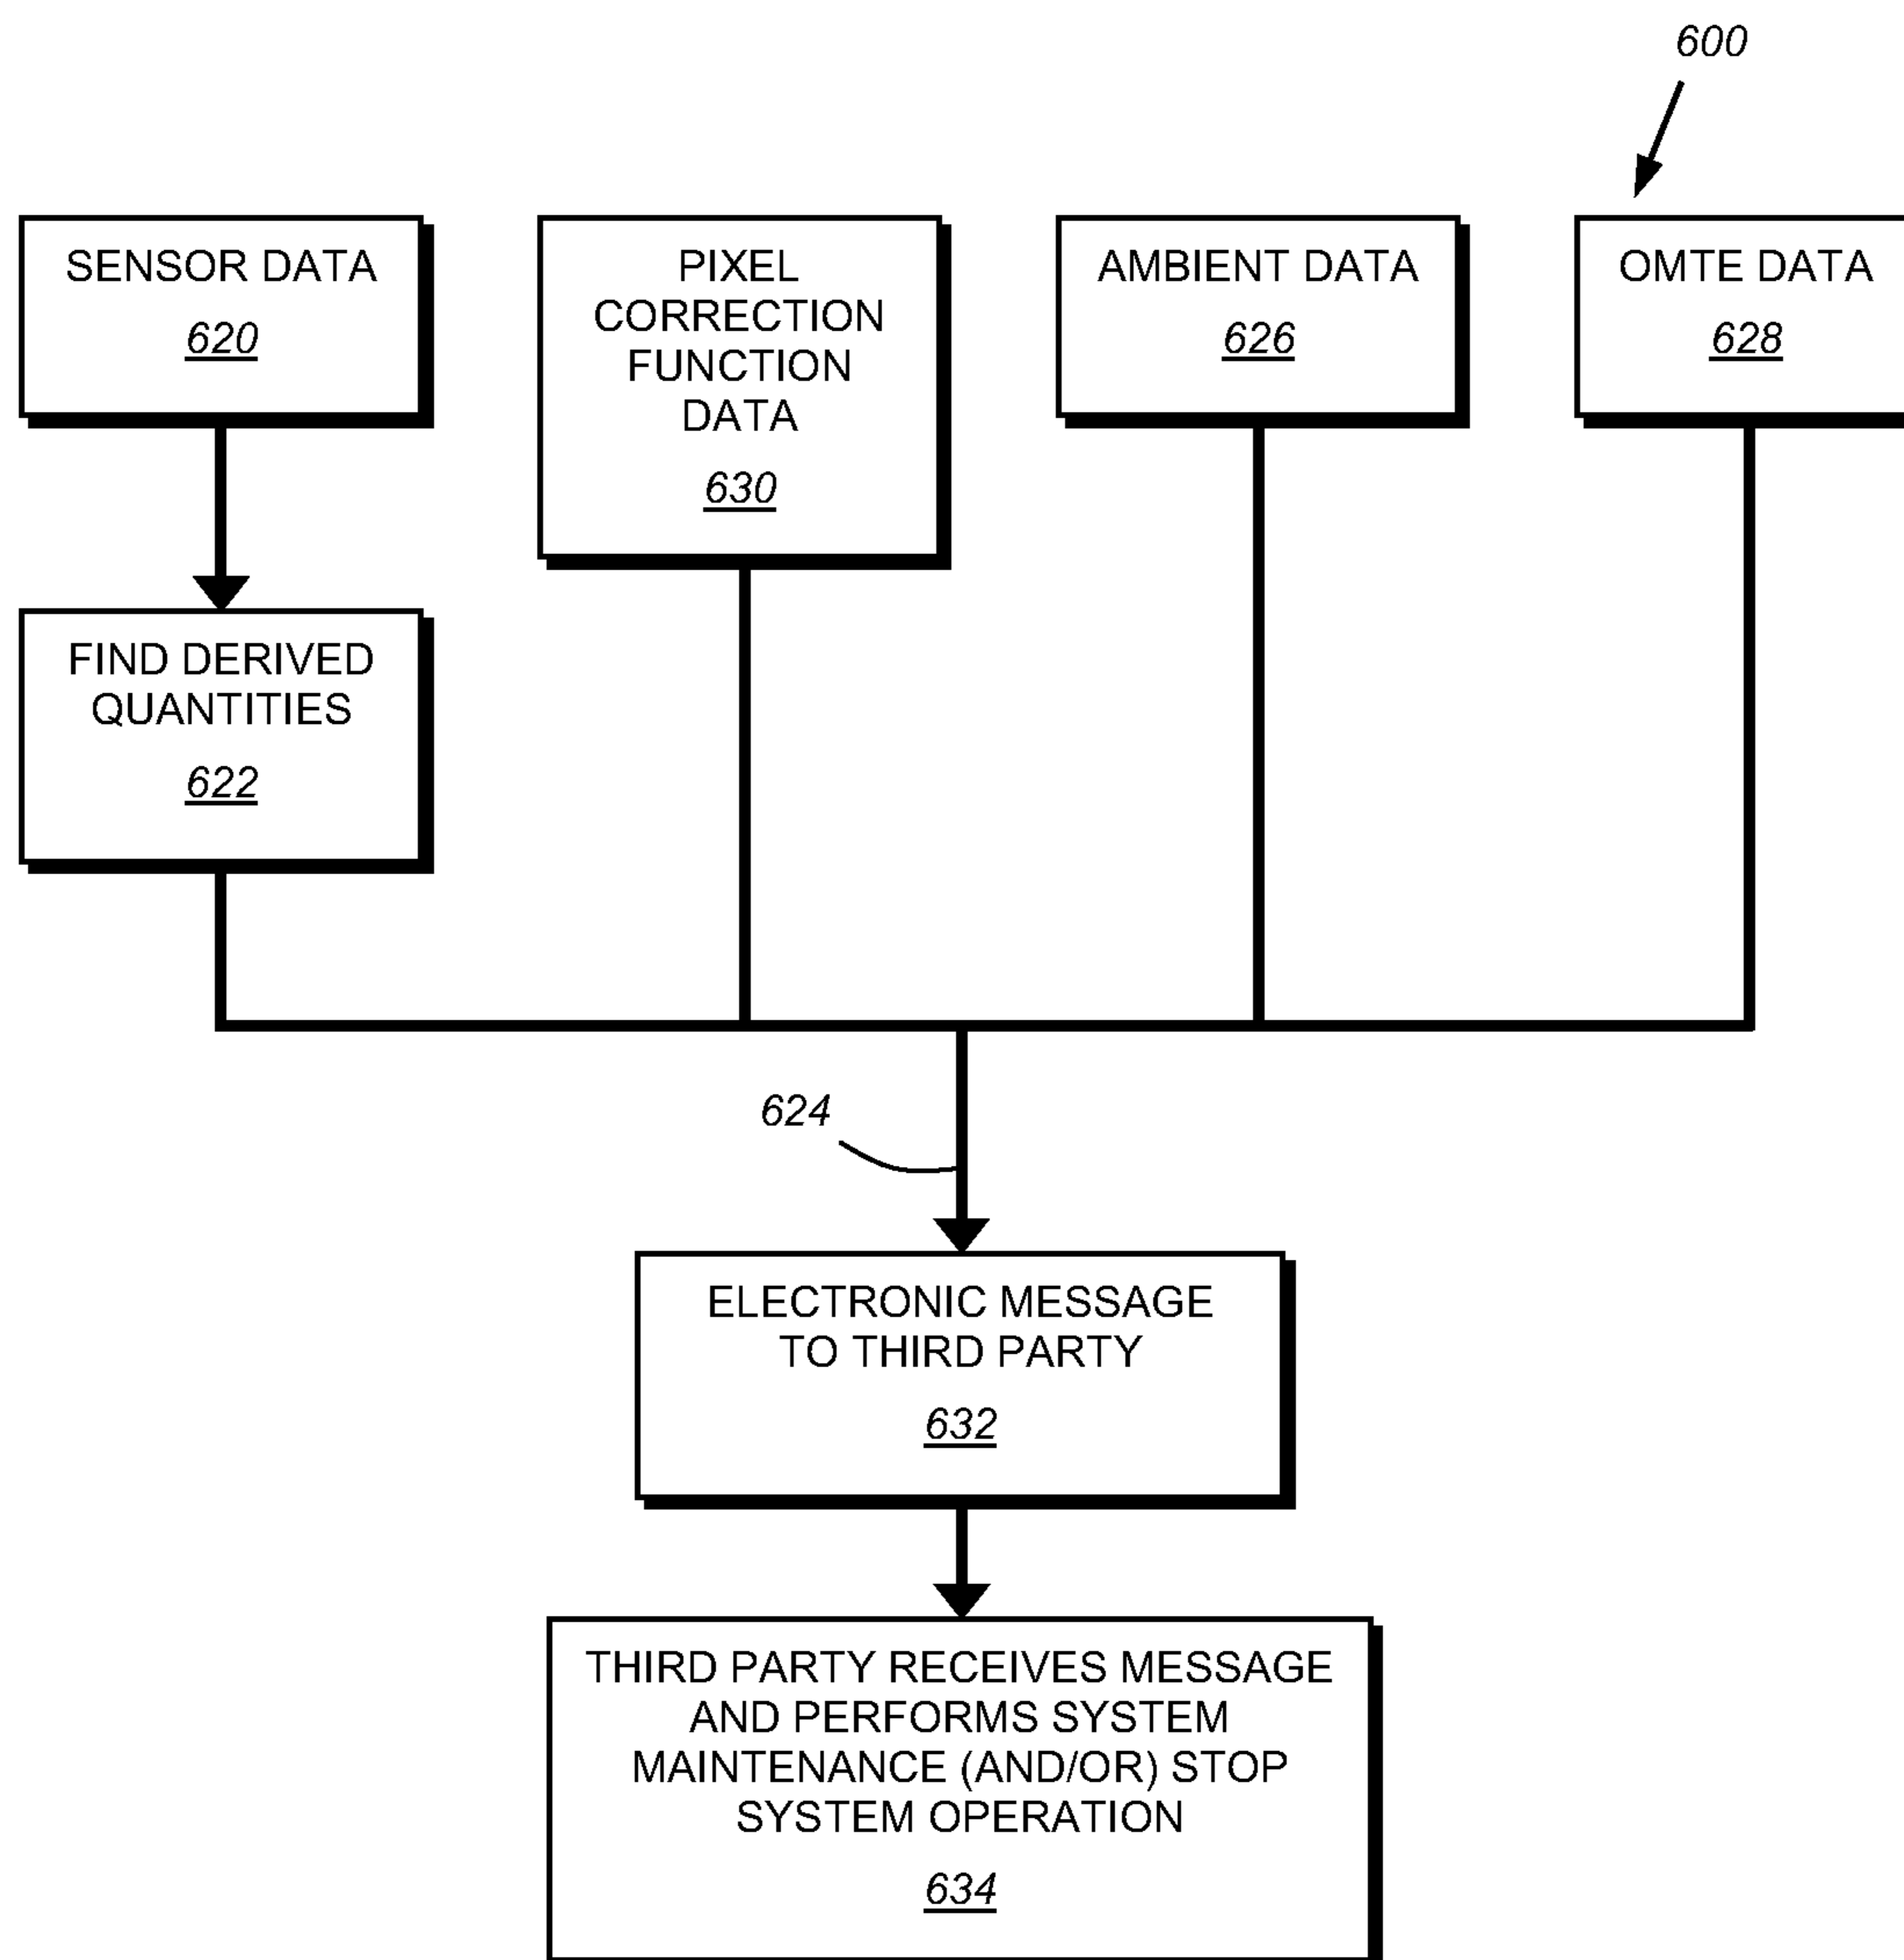 600
SENSOR DATA
620
PIXEL
CORRECTION
FUNCTION
DATA
630
AMBIENT DATA
626
OMTE DATA
628
FIND DERIVED
QUANTITIES
622
624
ELECTRONIC MESSAGE
TO THIRD PARTY
632
THIRD PARTY RECEIVES MESSAGE
AND PERFORMS SYSTEM
MAINTENANCE (AND/OR) STOP
SYSTEM OPERATION
634